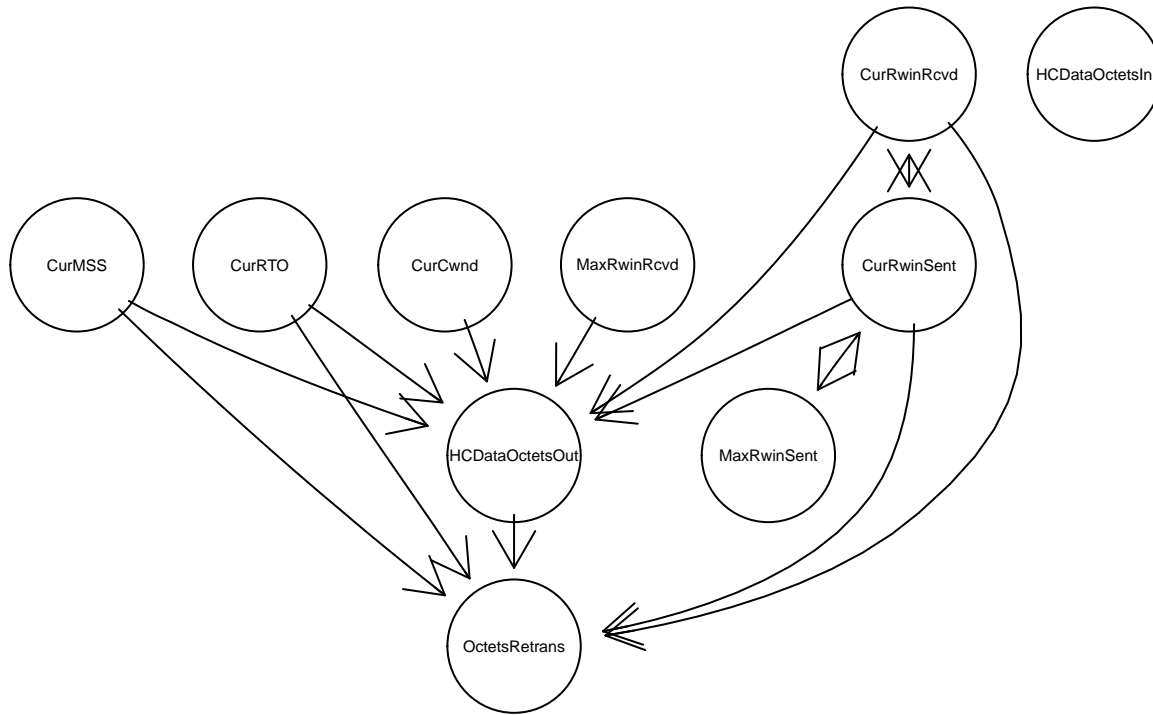 CurRwinRcvd
HCDataOctetsIn
CurMSS
CurRTO
CurCwnd
MaxRwinRcvd
CurRwinSent
HCDataOctetsOut
MaxRwinSent
OctetsRetrans